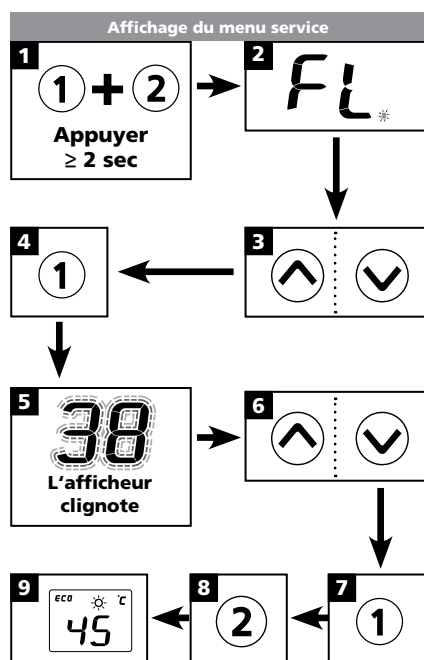 Affichage du menu service
1
1 + 2
Appuyer
≥ 2 sec
2
FL
3
4
1
5
38
L'afficheur
clignote
6
7
1
8
2
9
ECO °C
45